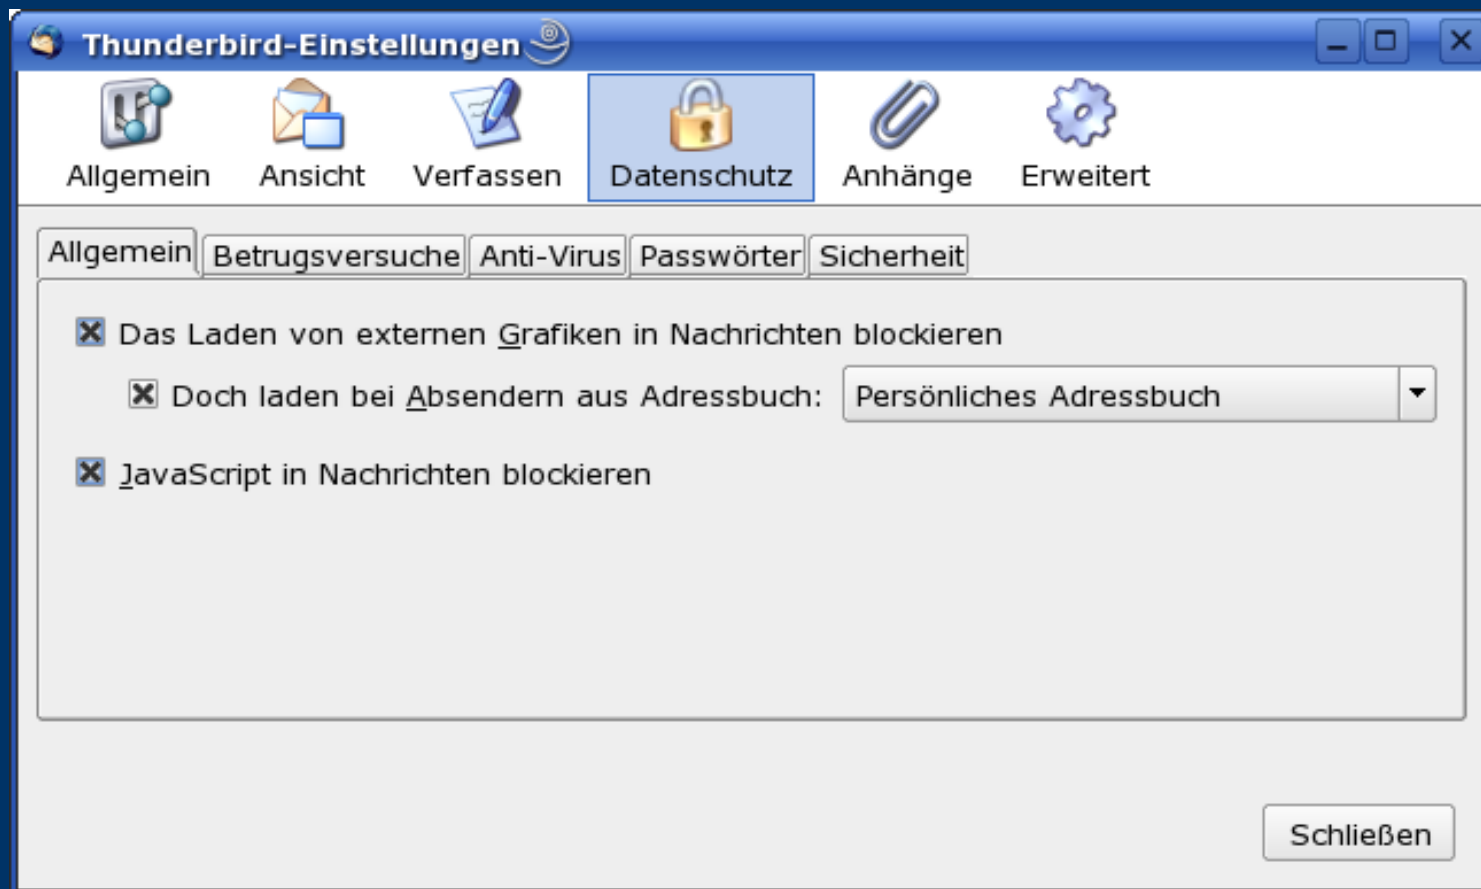 Thunderbird-Einstellungen
Allgemein Ansicht Verfassen Datenschutz Anhänge Erweitert
Allgemein Betrugsversuche Anti-Virus Passwörter Sicherheit
Das Laden von externen Grafiken in Nachrichten blockieren
Doch laden bei Absendern aus Adressbuch: Persönliches Adressbuch
JavaScript in Nachrichten blockieren
Schließen